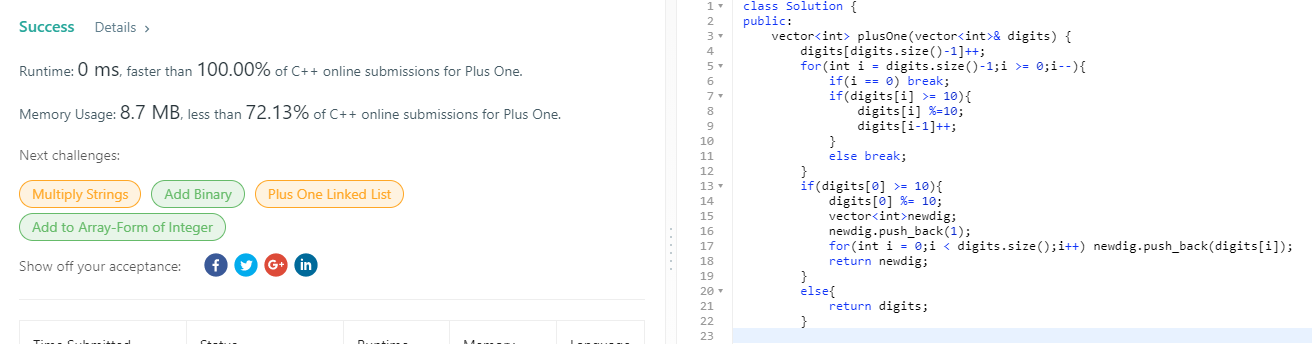 Success Details >
Runtime: 0 ms, faster than 100.00% of C++ online submissions for Plus One.
Memory Usage: 8.7 MB, less than 72.13% of C++ online submissions for Plus One.
Next challenges:
Multiply Strings Add Binary Plus One Linked List
Add to Array-Form of Integer
Show off your acceptance: f G+ in
Time Submitted Status Runtime Memory Language
1 class Solution {
2 public:
3 vector<int> plusOne(vector<int>& digits) {
4 digits[digits.size()-1]++;
5 for(int i = digits.size()-1;i >= 0;i--){
6 if(i == 0) break;
7 if(digits[i] >= 10){
8 digits[i] %=10;
9 digits[i-1]++;
10 }
11 else break;
12 }
13 if(digits[0] >= 10){
14 digits[0] %= 10;
15 vector<int>newdig;
16 newdig.push_back(1);
17 for(int i = 0;i < digits.size();i++) newdig.push_back(digits[i]);
18 return newdig;
19 }
20 else{
21 return digits;
22 }
23